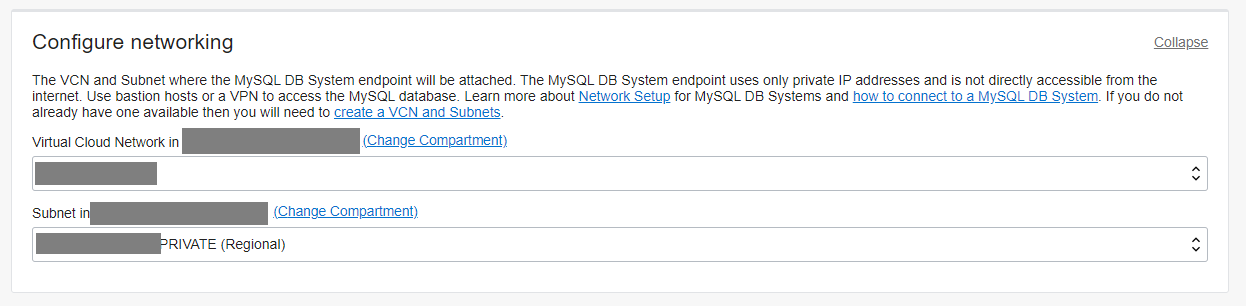 Configure networking
Collapse
The VCN and Subnet where the MySQL DB System endpoint will be attached. The MySQL DB System endpoint uses only private IP addresses and is not directly accessible from the
internet. Use bastion hosts or a VPN to access the MySQL database. Learn more about Network Setup for MySQL DB Systems and how to connect to a MySQL DB System. If you do not
already have one available then you will need to create a VCN and Subnets.
Virtual Cloud Network in (Change Compartment)
Subnet in (Change Compartment)
PRIVATE (Regional)